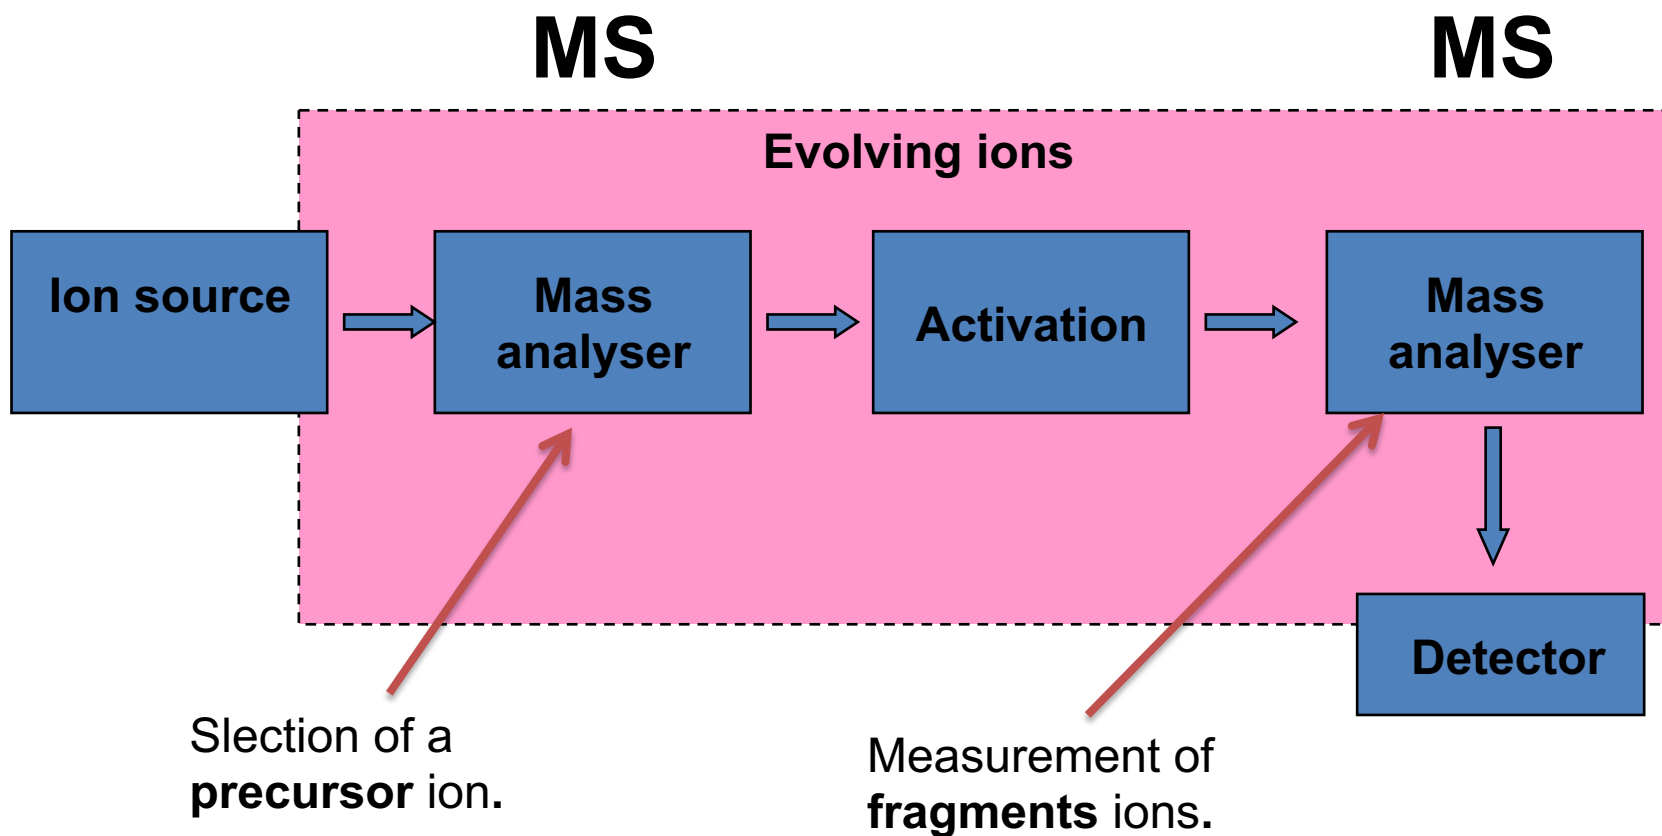 MS
MS
Evolving ions
Ion source
Mass
analyser
Activation
Mass
analyser
Detector
Slection of a
precursor ion.
Measurement of
fragments ions.